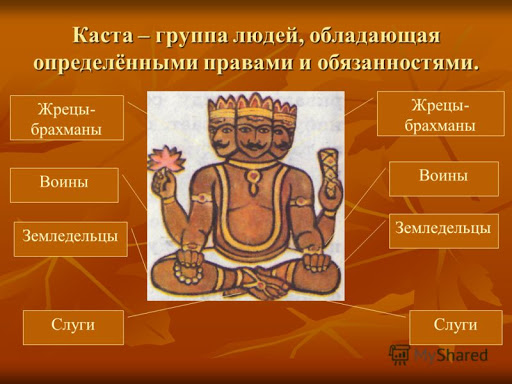 Каста – группа людей, обладающая
определёнными правами и обязанностями.
Жрецы-
брахманы
Жрецы-
брахманы
Воины
Воины
Земледельцы
Земледельцы
Слуги
Слуги
MyShared